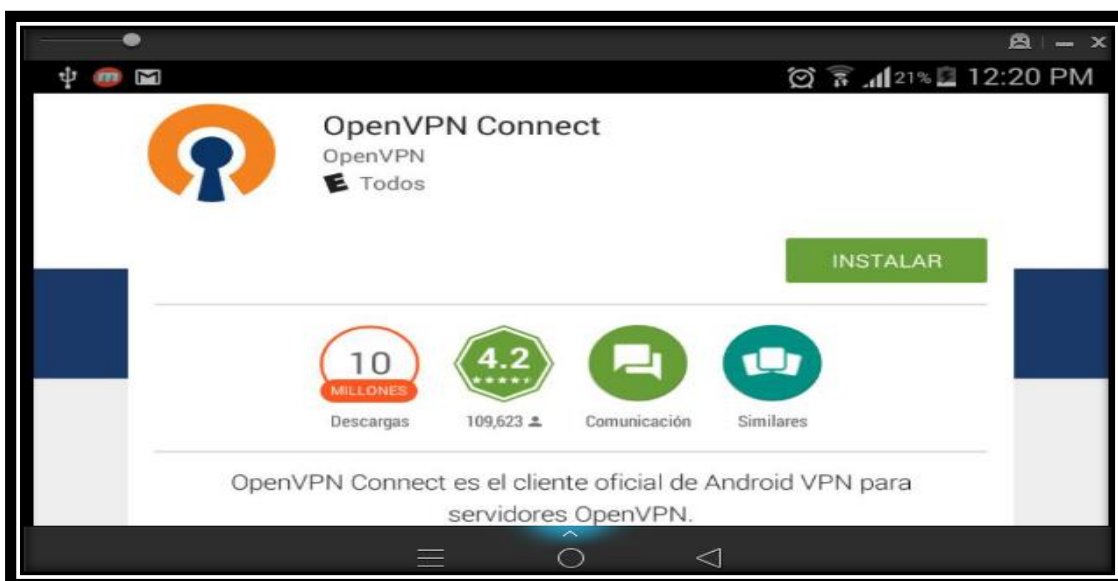 21% 12:20 PM
OpenVPN Connect
OpenVPN
E Todos
INSTALAR
10 4.2
MILLONES
Descargas 109,623 Comunicación Similares
OpenVPN Connect es el cliente oficial de Android VPN para
servidores OpenVPN.